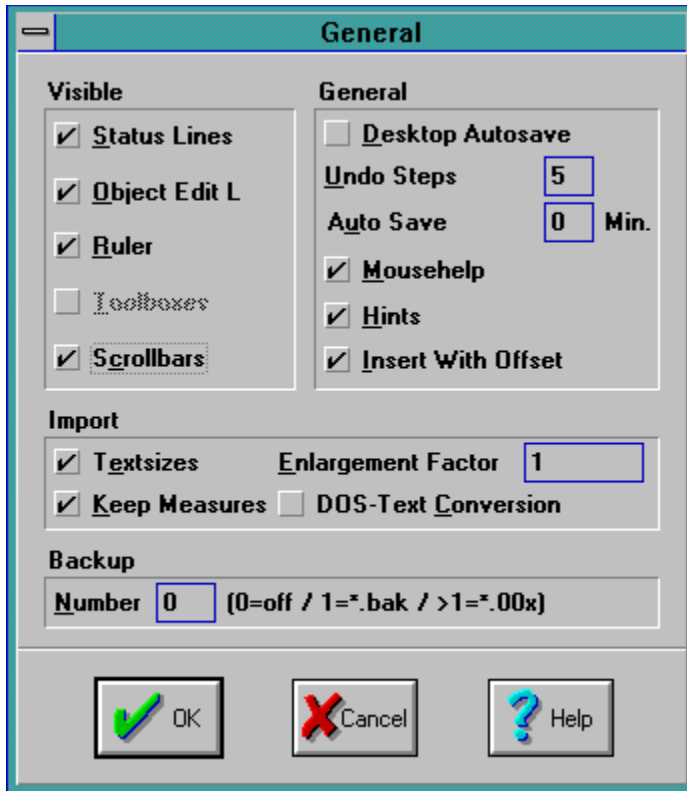 General
Visible
Status Lines
Object Edit L
Ruler
Toolboxes
Scrollbars
General
Desktop Autosave
Undo Steps 5
Auto Save 0 Min.
Mousehelp
Hints
Insert With Offset
Import
Textsizes Enlargement Factor 1
Keep Measures DOS-Text Conversion
Backup
Number 0 (0=off / 1=*.bak / >1=*.00x)
OK Cancel Help